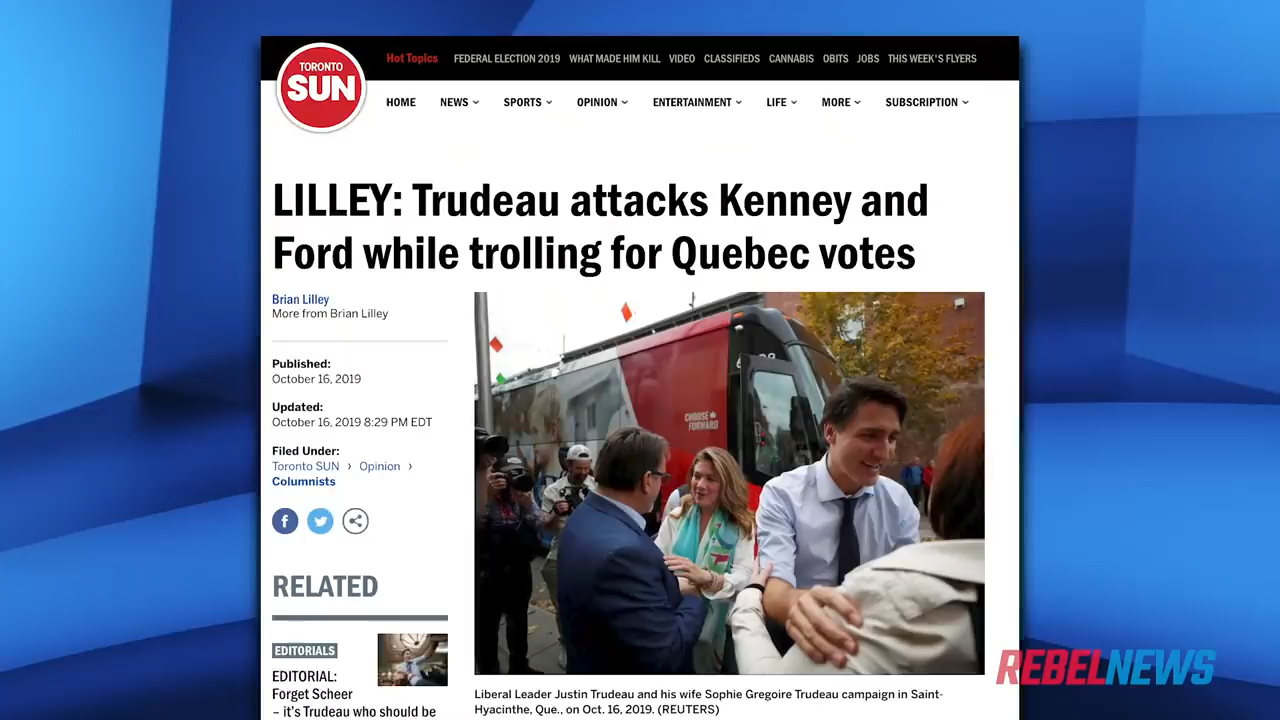 TORONTO
SUN
Hot Topics FEDERAL ELECTION 2019 WHAT MADE HIM KILL VIDEO CLASSIFIEDS CANNABIS OBITS JOBS THIS WEEK'S FLYERS
HOME NEWS SPORTS OPINION ENTERTAINMENT LIFE MORE SUBSCRIPTION
LILLEY: Trudeau attacks Kenney and
Ford while trolling for Quebec votes
Brian Lilley
More from Brian Lilley
Published:
October 16, 2019
Updated:
October 16, 2019 8:29 PM EDT
Filed Under:
Toronto SUN › Opinion ›
Columnists
RELATED
EDITORIALS
EDITORIAL:
Forget Scheer
– it's Trudeau who should be
CHOOSE
FORWARD
Liberal Leader Justin Trudeau and his wife Sophie Gregoire Trudeau campaign in Saint-
Hyacinthe, Que., on Oct. 16, 2019. (REUTERS)
REBELNEWS